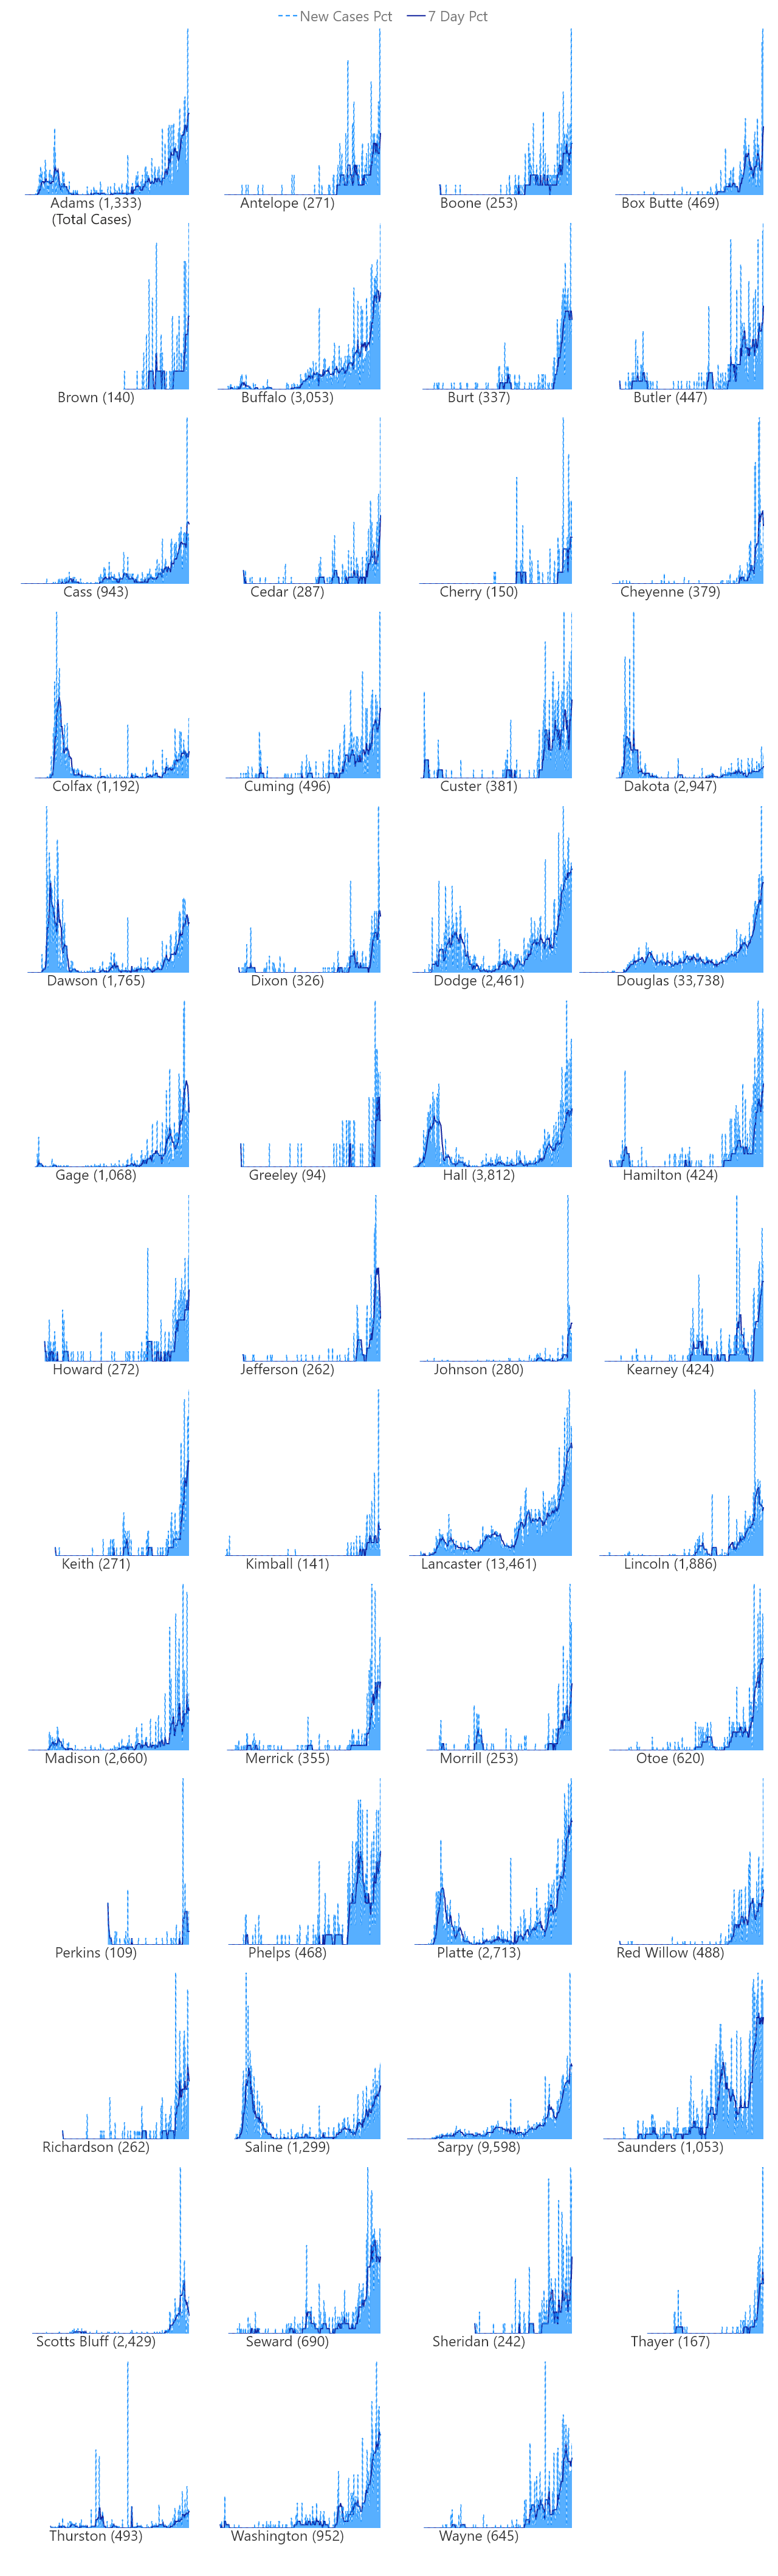 New Cases Pct 7 Day Pct
Adams (1,333) Antelope (271) Boone (253) Box Butte (469)
(Total Cases)
Brown (140) Buffalo (3,053) Burt (337) Butler (447)
Cass (943) Cedar (287) Cherry (150) Cheyenne (379)
Colfax (1,192) Cuming (496) Custer (381) Dakota (2,947)
Dawson (1,765) Dixon (326) Dodge (2,461) Douglas (33,738)
Gage (1,068) Greeley (94) Hall (3,812) Hamilton (424)
Howard (272) Jefferson (262) Johnson (280) Kearney (424)
Keith (271) Kimball (141) Lancaster (13,461) Lincoln (1,886)
Madison (2,660) Merrick (355) Morrill (253) Otoe (620)
Perkins (109) Phelps (468) Platte (2,713) Red Willow (488)
Richardson (262) Saline (1,299) Sarpy (9,598) Saunders (1,053)
Scotts Bluff (2,429) Seward (690) Sheridan (242) Thayer (167)
Thurston (493) Washington (952) Wayne (645)